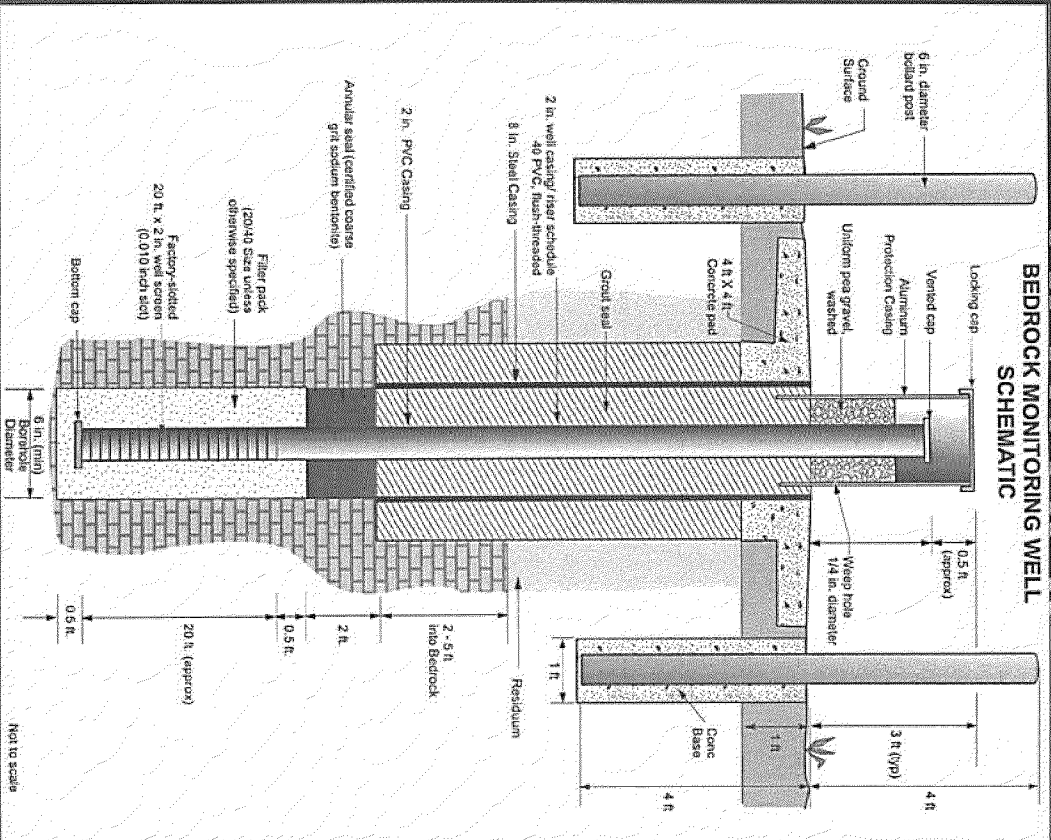 BEDROCK MONITORING WELL
SCHEMATIC
6 in. diameter
bollard post
Ground
Surface
Locking cap
Vented cap
Aluminum
Protection Casing
Uniform pea gravel,
washed
4 ft X 4 ft
Concrete pad
Grout seal
2 in. well casing/ riser schedule
40 PVC, flush-threaded
8 in. Steel Casing
2 in. PVC Casing
Annular seal (certified coarse
grit sodium bentonite)
Filter pack
(20/40 Size unless
otherwise specified)
Factory-slotted
20 ft. x 2 in. well screen
(0.010 inch slot)
Bottom cap
6 in. (min)
Borehole
Diameter
0.5 ft
(approx)
Weep hole
1/4 in. diameter
3 ft (typ)
4 ft
1 ft
4 ft
Conc
Base
1 ft
Residuum
2 - 5 ft
into Bedrock
2 ft.
0.5 ft.
20 ft. (approx)
0.5 ft.
Not to scale